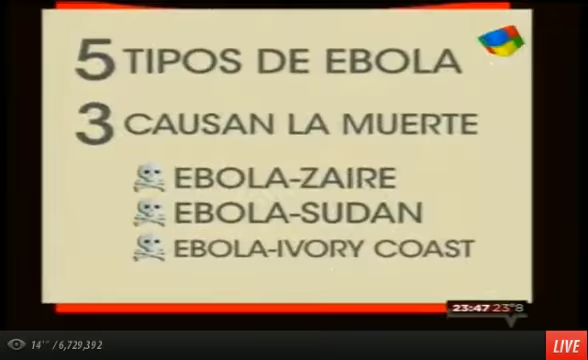 5 TIPOS DE EBOLA
3 CAUSAN LA MUERTE
EBOLA-ZAIRE
EBOLA-SUDAN
EBOLA-IVORY COAST
23:47 23°8
14'' / 6,729,392
LIVE